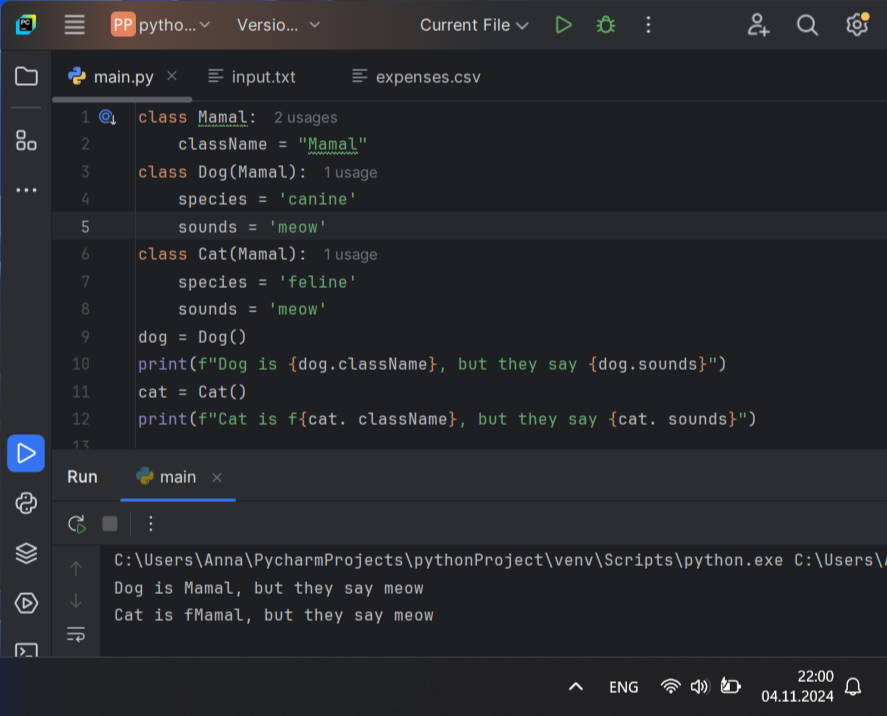 PC PP pytho... Versio... Current File
main.py input.txt expenses.csv
1 class Mamal: 2 usages
2 className = "Mamal"
3 class Dog(Mamal): 1 usage
4 species = 'canine'
5 sounds = 'meow'
6 class Cat(Mamal): 1 usage
7 species = 'feline'
8 sounds = 'meow'
9 dog = Dog()
10 print(f"Dog is {dog.className}, but they say {dog.sounds}")
11 cat = Cat()
12 print(f"Cat is f{cat. className}, but they say {cat. sounds}")
13
Run main
C:\Users\Anna\PycharmProjects\pythonProject\venv\Scripts\python.exe C:\Users\A
Dog is Mamal, but they say meow
Cat is fMamal, but they say meow
ENG
22:00
04.11.2024